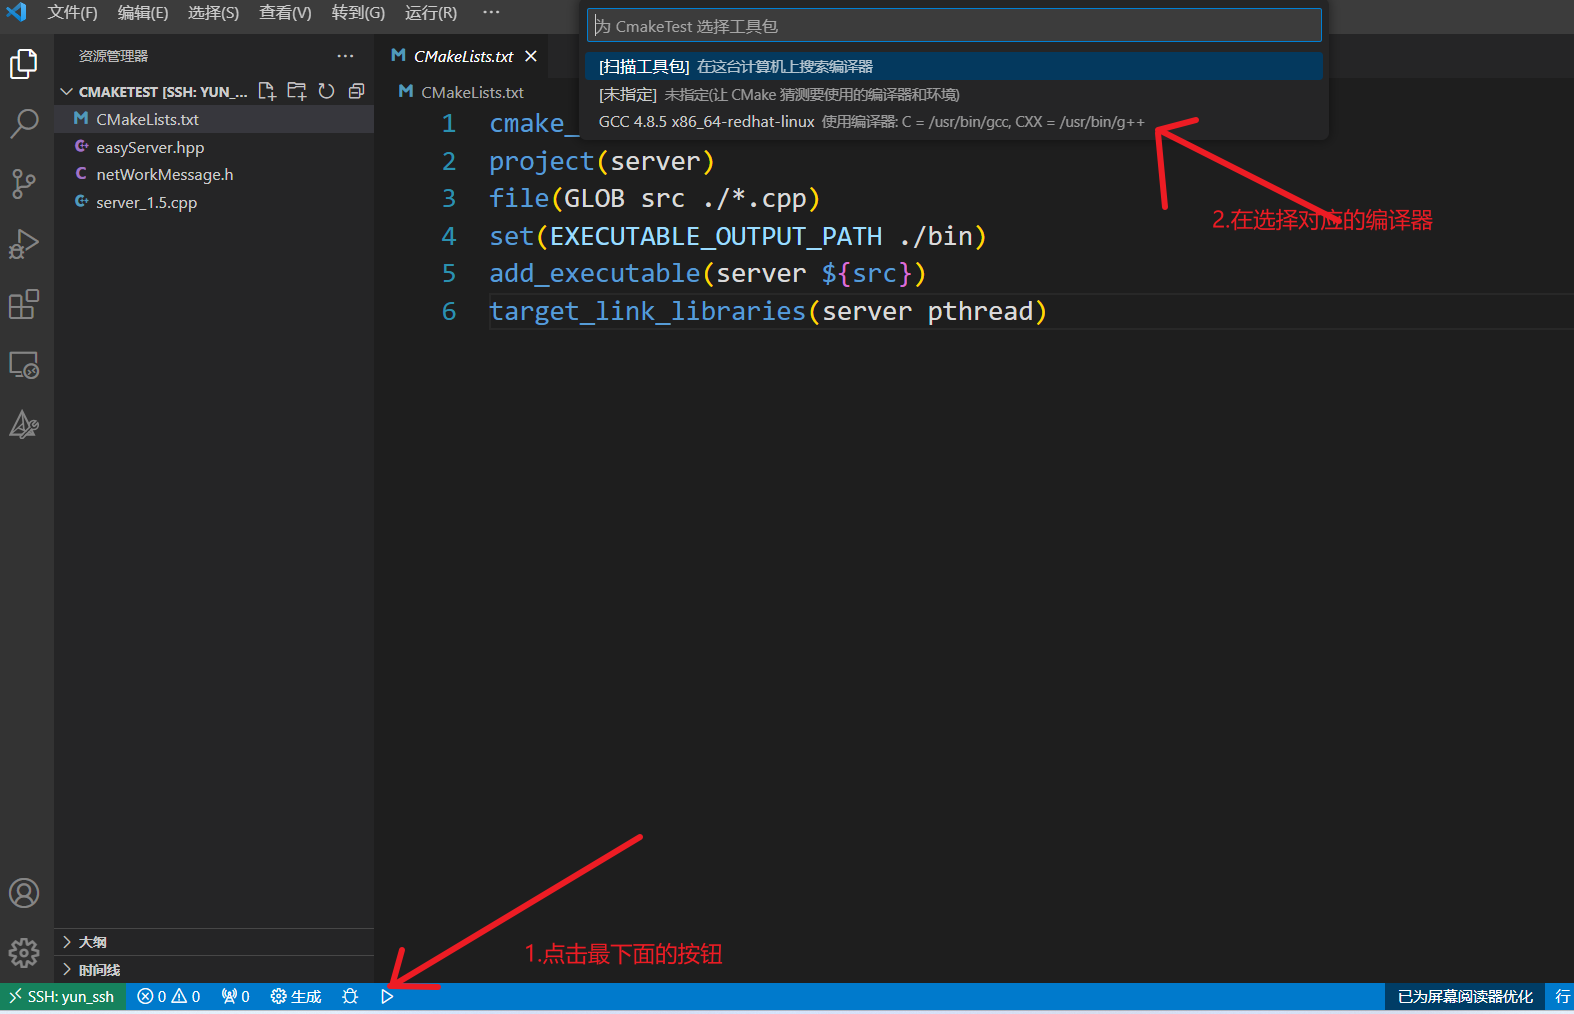 文件(F) 编辑(E) 选择(S) 查看(V) 转到(G) 运行(R) ···
为 CmakeTest 选择工具包
[扫描工具包] 在这台计算机上搜索编译器
[未指定] 未指定(让 CMake 猜测要使用的编译器和环境)
GCC 4.8.5 x86_64-redhat-linux 使用编译器: C = /usr/bin/gcc, CXX = /usr/bin/g++
2.在选择对应的编译器
资源管理器
CMAKETEST [SSH: YUN_...
CMakeLists.txt
easyServer.hpp
netWorkMessage.h
server_1.5.cpp
CMakeLists.txt
CMakeLists.txt
1 cmake_
2 project(server)
3 file(GLOB src ./*.cpp)
4 set(EXECUTABLE_OUTPUT_PATH ./bin)
5 add_executable(server ${src})
6 target_link_libraries(server pthread)
1.点击最下面的按钮
大纲
时间线
SSH: yun_ssh 0 0 0 生成 已为屏幕阅读器优化 行